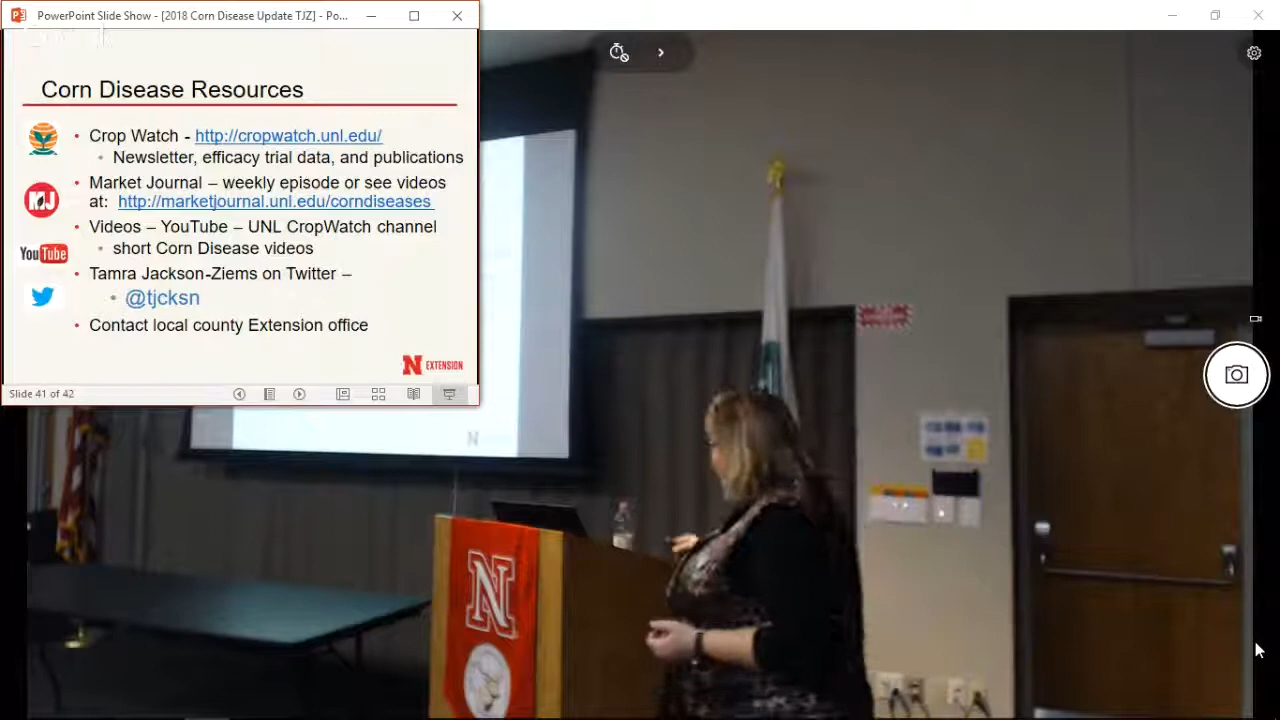 PowerPoint Slide Show - [2018 Corn Disease Update TJZ] - Po...
Corn Disease Resources
• Crop Watch - http://cropwatch.unl.edu/
• Newsletter, efficacy trial data, and publications
• Market Journal – weekly episode or see videos
at: http://marketjournal.unl.edu/corndiseases
• Videos – YouTube – UNL CropWatch channel
• short Corn Disease videos
• Tamra Jackson-Ziems on Twitter –
• @tjcksn
• Contact local county Extension office
MJ
YouTube
N EXTENSION
Slide 41 of 42
N
N